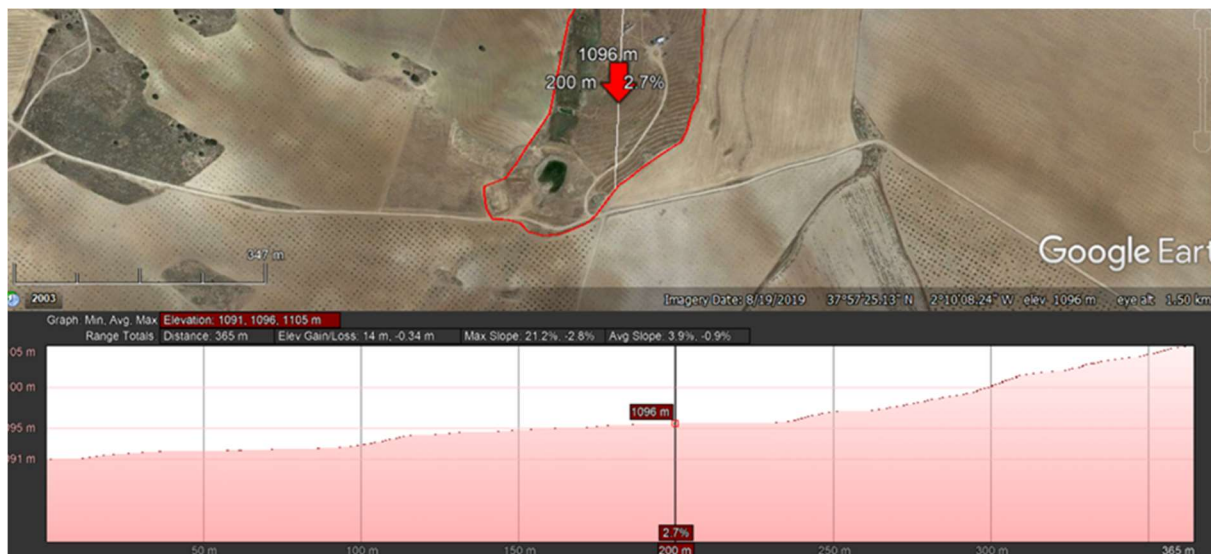 1096 m
200 m 2.7%
347 m
Google Eart
2003
Imagery Date: 8/19/2019 37°57'25.13" N 2°10'08.24" W elev 1096 m eye alt 1.50 km
Graph: Min, Avg, Max Elevation: 1091, 1096, 1105 m
Range Totals Distance: 365 m Elev Gain/Loss: 14 m, -0.34 m Max Slope: 21.2%, -2.8% Avg Slope: 3.9%, -0.9%
05 m
00 m
1096 m
095 m
091 m
2.7%
50 m 100 m 150 m 200 m 250 m 300 m 365 m